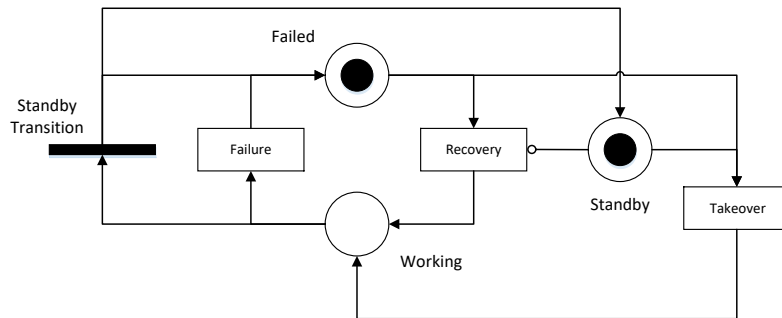 Failed
Standby
Transition
Failure
Recovery
Standby
Takeover
Working